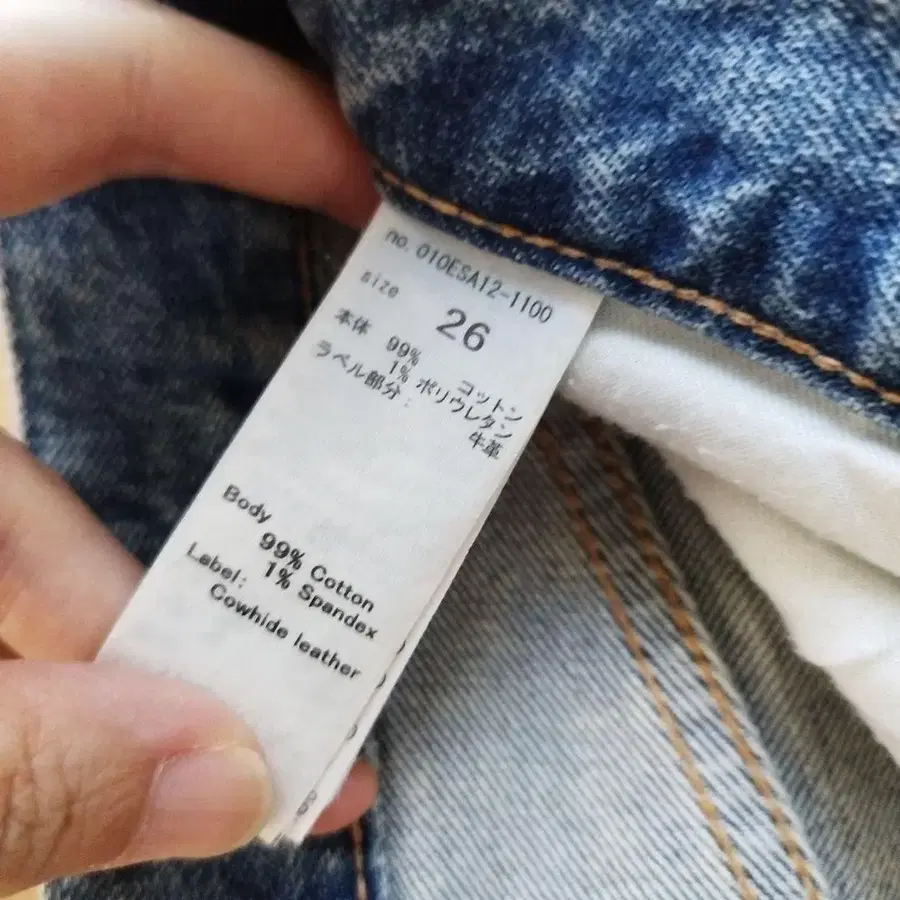 no. 010ESA12-1100
size 26
本体 99% コットン
1% ポリウレタン
ラベル部分: 牛革
Body
99% Cotton
1% Spandex
Label:
Cowhide leather